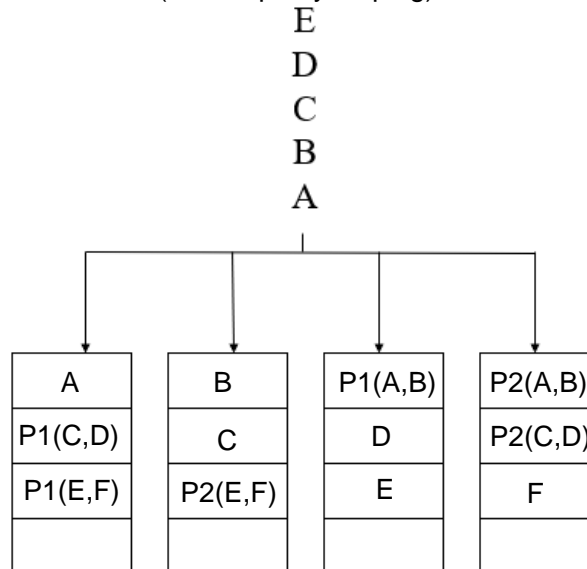 E
D
C
B
A
A
B
P1(A,B)
P2(A,B)
P1(C,D)
C
D
P2(C,D)
P1(E,F)
P2(E,F)
E
F